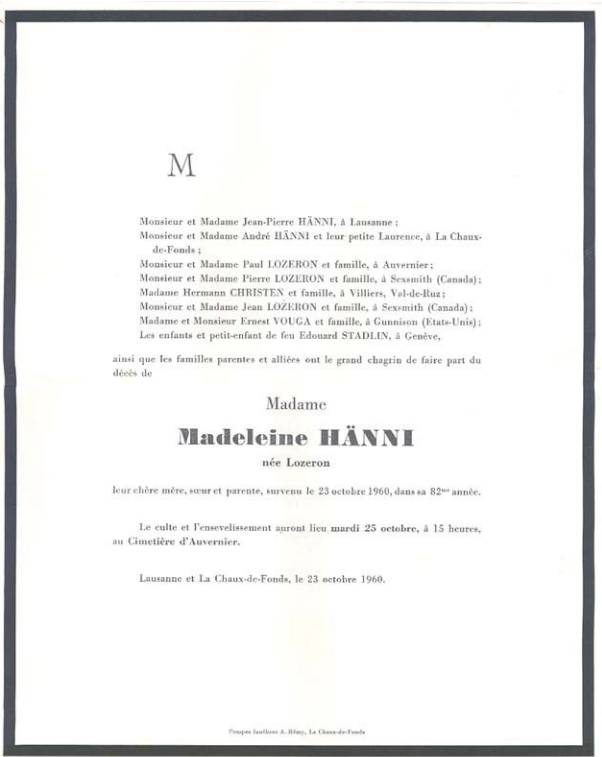 M
Monsieur et Madame Jean-Pierre HÄNNI, à Lausanne ;
Monsieur et Madame André HÄNNI et leur petite Laurence, à La Chaux-
de-Fonds ;
Monsieur et Madame Paul LOZERON et famille, à Auvernier ;
Monsieur et Madame Pierre LOZERON et famille, à Sexsmith (Canada) ;
Madame Hermann CHRISTEN et famille, à Villiers, Val-de-Ruz ;
Monsieur et Madame Jean LOZERON et famille, à Sexsmith (Canada) ;
Madame et Monsieur Ernest VOUGA et famille, à Gunnison (Etats-Unis) ;
Les enfants et petit-enfant de feu Edouard STADLIN, à Genève,
ainsi que les familles parentes et alliées ont le grand chagrin de faire part du
décès de
Madame
Madeleine HÄNNI
née Lozeron
leur chère mère, sœur et parente, survenu le 23 octobre 1960, dans sa 82me année.
Le culte et l'ensevelissement auront lieu mardi 25 octobre, à 15 heures,
au Cimetière d'Auvernier.
Lausanne et La Chaux-de-Fonds, le 23 octobre 1960.
Pompes funèbres A. Rémy, La Chaux-de-Fonds